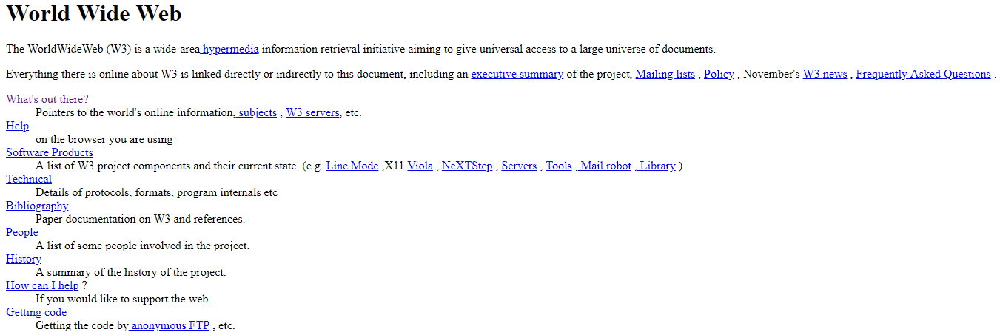 World Wide Web
The WorldWideWeb (W3) is a wide-area hypermedia information retrieval initiative aiming to give universal access to a large universe of documents.
Everything there is online about W3 is linked directly or indirectly to this document, including an executive summary of the project, Mailing lists , Policy , November's W3 news , Frequently Asked Questions .
What's out there?
Pointers to the world's online information, subjects , W3 servers, etc.
Help
on the browser you are using
Software Products
A list of W3 project components and their current state. (e.g. Line Mode ,X11 Viola , NeXTStep , Servers , Tools , Mail robot , Library )
Technical
Details of protocols, formats, program internals etc
Bibliography
Paper documentation on W3 and references.
People
A list of some people involved in the project.
History
A summary of the history of the project.
How can I help ?
If you would like to support the web..
Getting code
Getting the code by anonymous FTP , etc.